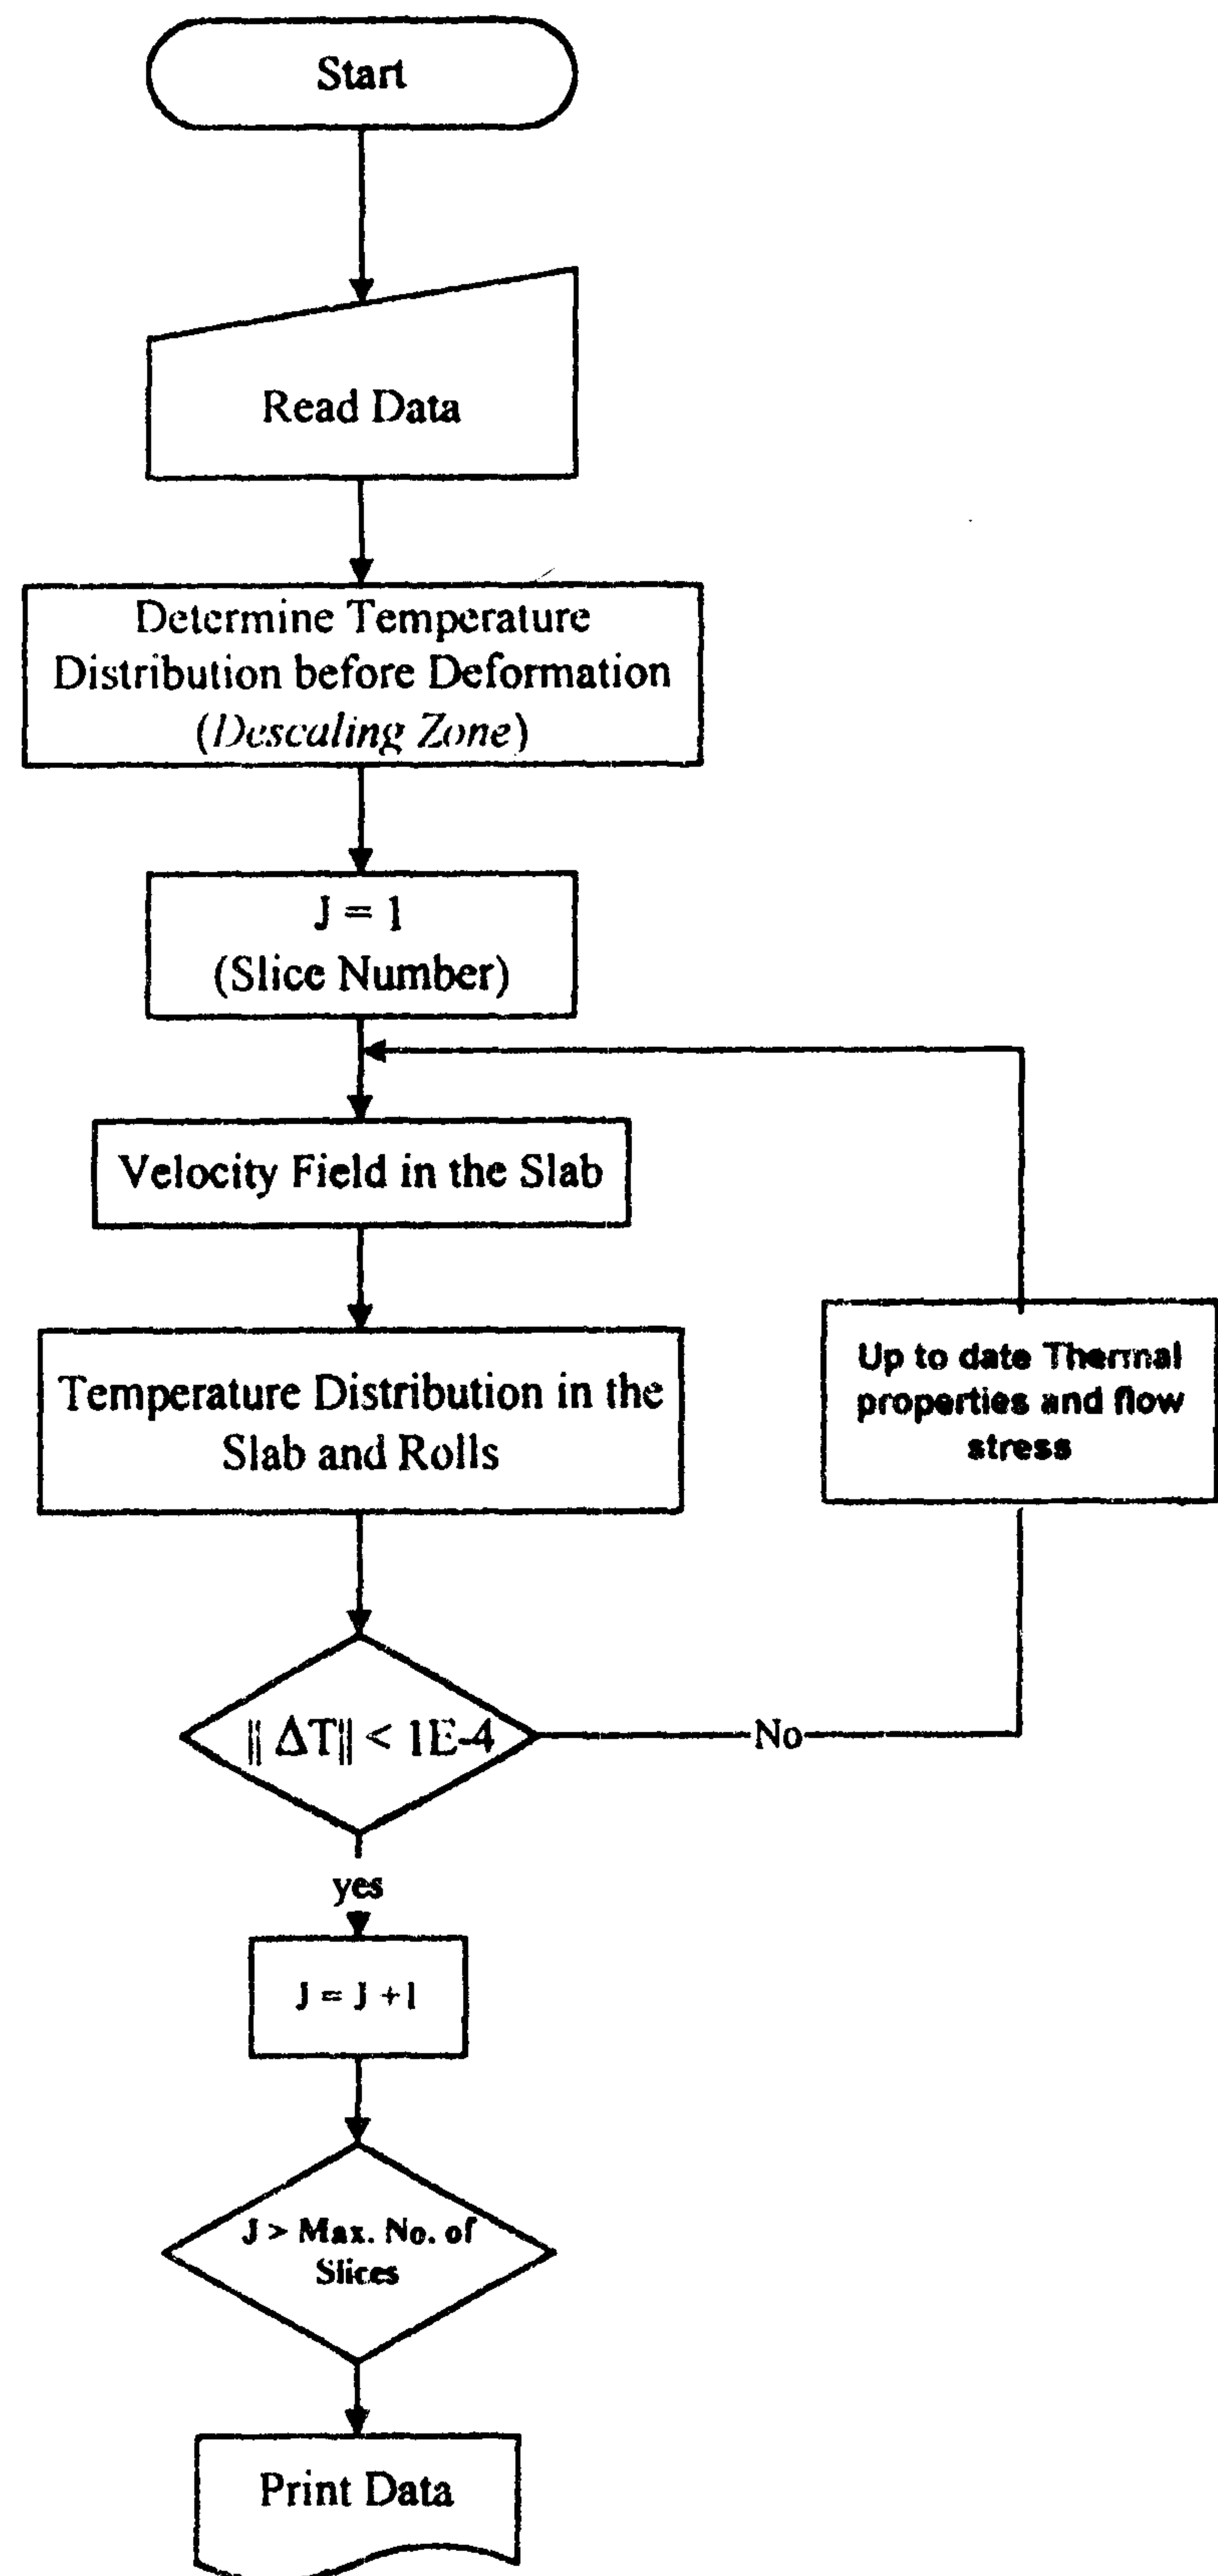 Start
Read Data
Determine Temperature
Distribution before Deformation
(Descaling Zone)
J = 1
(Slice Number)
Velocity Field in the Slab
Temperature Distribution in the
Slab and Rolls
Up to date Thermal
properties and flow
stress
|| ΔT|| < 1E-4
No
yes
J = J +1
J > Max. No. of
Slices
Print Data